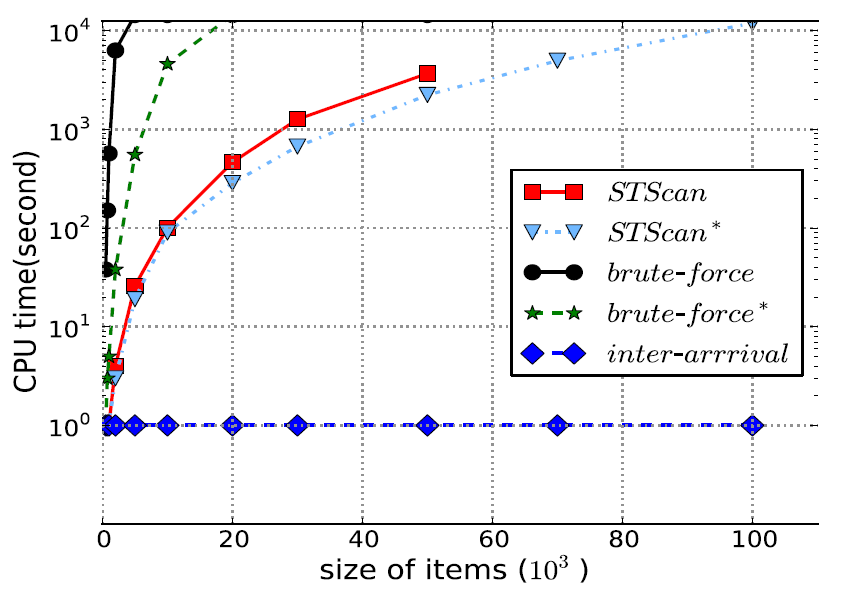 10^4
10^3
10^2
10^1
10^0
CPU time(second)
STScan
STScan*
brute-force
brute-force*
inter-arrrival
0 20 40 60 80 100
size of items (10^3 )